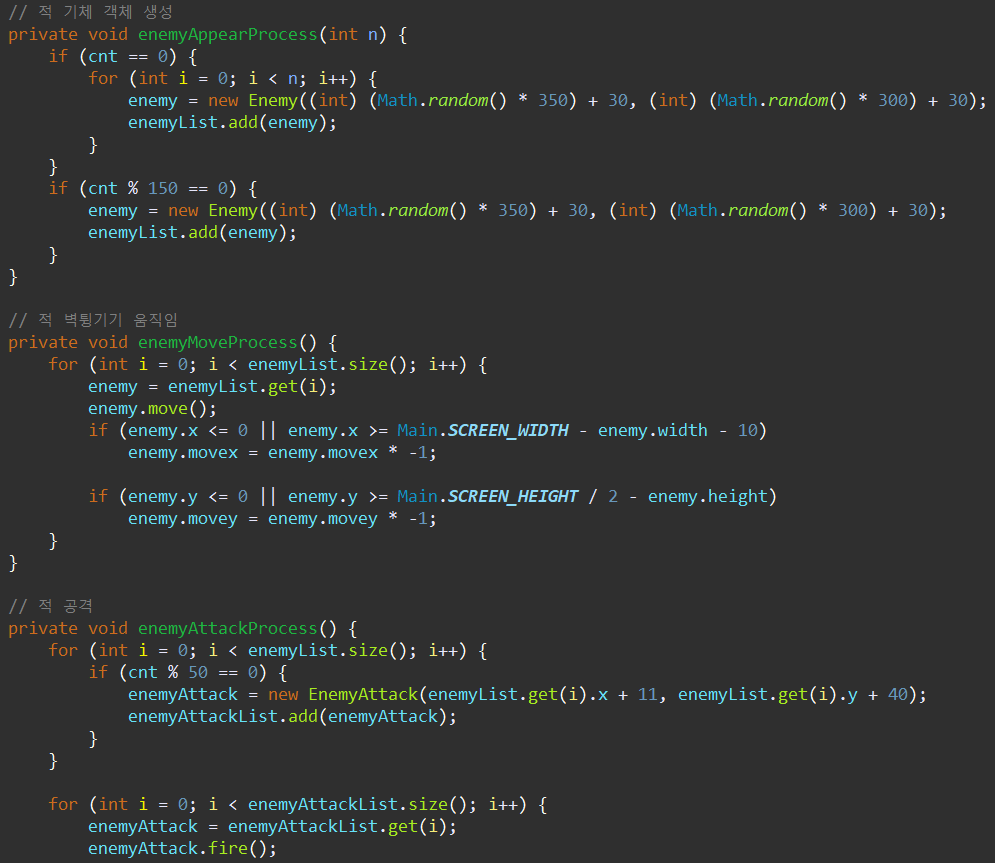 // 적 기체 객체 생성
private void enemyAppearProcess(int n) {
    if (cnt == 0) {
        for (int i = 0; i < n; i++) {
            enemy = new Enemy((int) (Math.random() * 350) + 30, (int) (Math.random() * 300) + 30);
            enemyList.add(enemy);
        }
    }
    if (cnt % 150 == 0) {
        enemy = new Enemy((int) (Math.random() * 350) + 30, (int) (Math.random() * 300) + 30);
        enemyList.add(enemy);
    }
}

// 적 벽튕기기 움직임
private void enemyMoveProcess() {
    for (int i = 0; i < enemyList.size(); i++) {
        enemy = enemyList.get(i);
        enemy.move();
        if (enemy.x <= 0 || enemy.x >= Main.SCREEN_WIDTH - enemy.width - 10)
            enemy.movex = enemy.movex * -1;

        if (enemy.y <= 0 || enemy.y >= Main.SCREEN_HEIGHT / 2 - enemy.height)
            enemy.movey = enemy.movey * -1;
    }
}

// 적 공격
private void enemyAttackProcess() {
    for (int i = 0; i < enemyList.size(); i++) {
        if (cnt % 50 == 0) {
            enemyAttack = new EnemyAttack(enemyList.get(i).x + 11, enemyList.get(i).y + 40);
            enemyAttackList.add(enemyAttack);
        }
    }

    for (int i = 0; i < enemyAttackList.size(); i++) {
        enemyAttack = enemyAttackList.get(i);
        enemyAttack.fire();